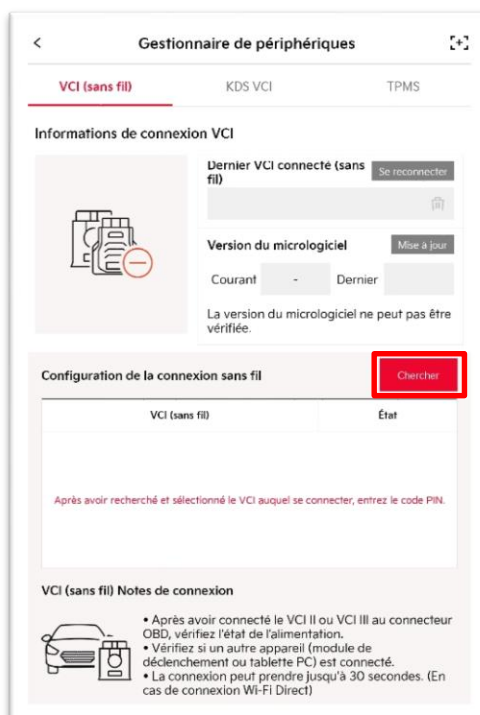 Gestionnaire de périphériques
VCI (sans fil)
KDS VCI
TPMS
Informations de connexion VCI
Dernier VCI connecté (sans
fil)
Se reconnecter
Version du micrologiciel
Mise à jour
Courant
-
Dernier
La version du micrologiciel ne peut pas être
vérifiée.
Configuration de la connexion sans fil
Chercher
VCI (sans fil)
État
Après avoir recherché et sélectionné le VCI auquel se connecter, entrez le code PIN.
VCI (sans fil) Notes de connexion
• Après avoir connecté le VCI II ou VCI III au connecteur
OBD, vérifiez l'état de l'alimentation.
• Vérifiez si un autre appareil (module de
déclenchement ou tablette PC) est connecté.
• La connexion peut prendre jusqu'à 30 secondes. (En
cas de connexion Wi-Fi Direct)